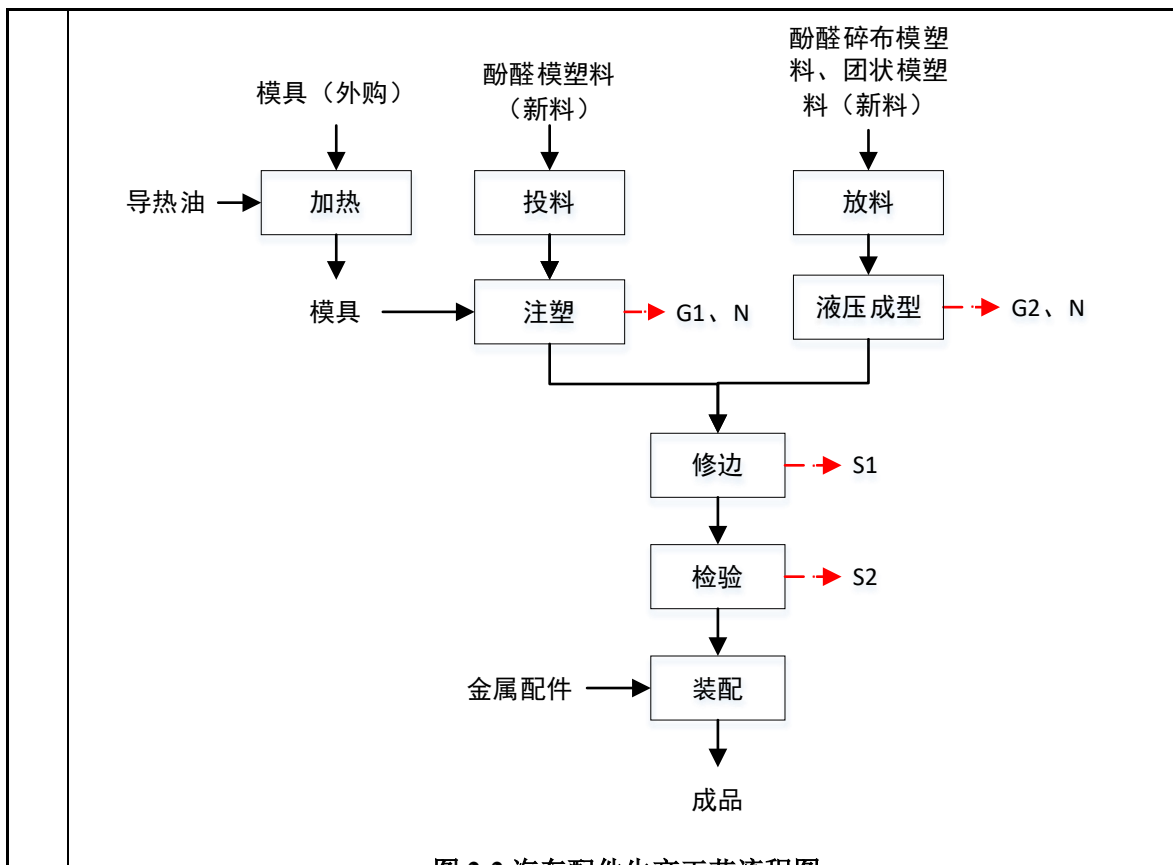 模具（外购）
酚醛模塑料
（新料）
酚醛碎布模塑
料、团状模塑
料（新料）
导热油
加热
投料
放料
模具
注塑
G1、N
液压成型
G2、N
修边
S1
检验
S2
金属配件
装配
成品